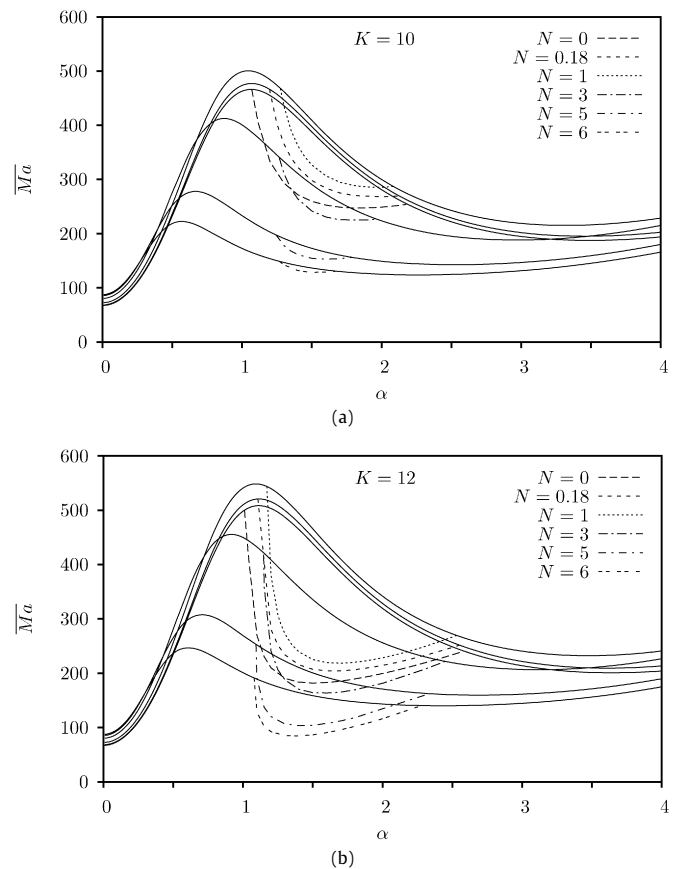 600
K = 10
N = 0
N = 0.18
N = 1
N = 3
N = 5
N = 6
500
400
300
200
100
0
Ma
0 1 2 3 4
α
(a)
600
K = 12
N = 0
N = 0.18
N = 1
N = 3
N = 5
N = 6
500
400
300
200
100
0
Ma
0 1 2 3 4
α
(b)